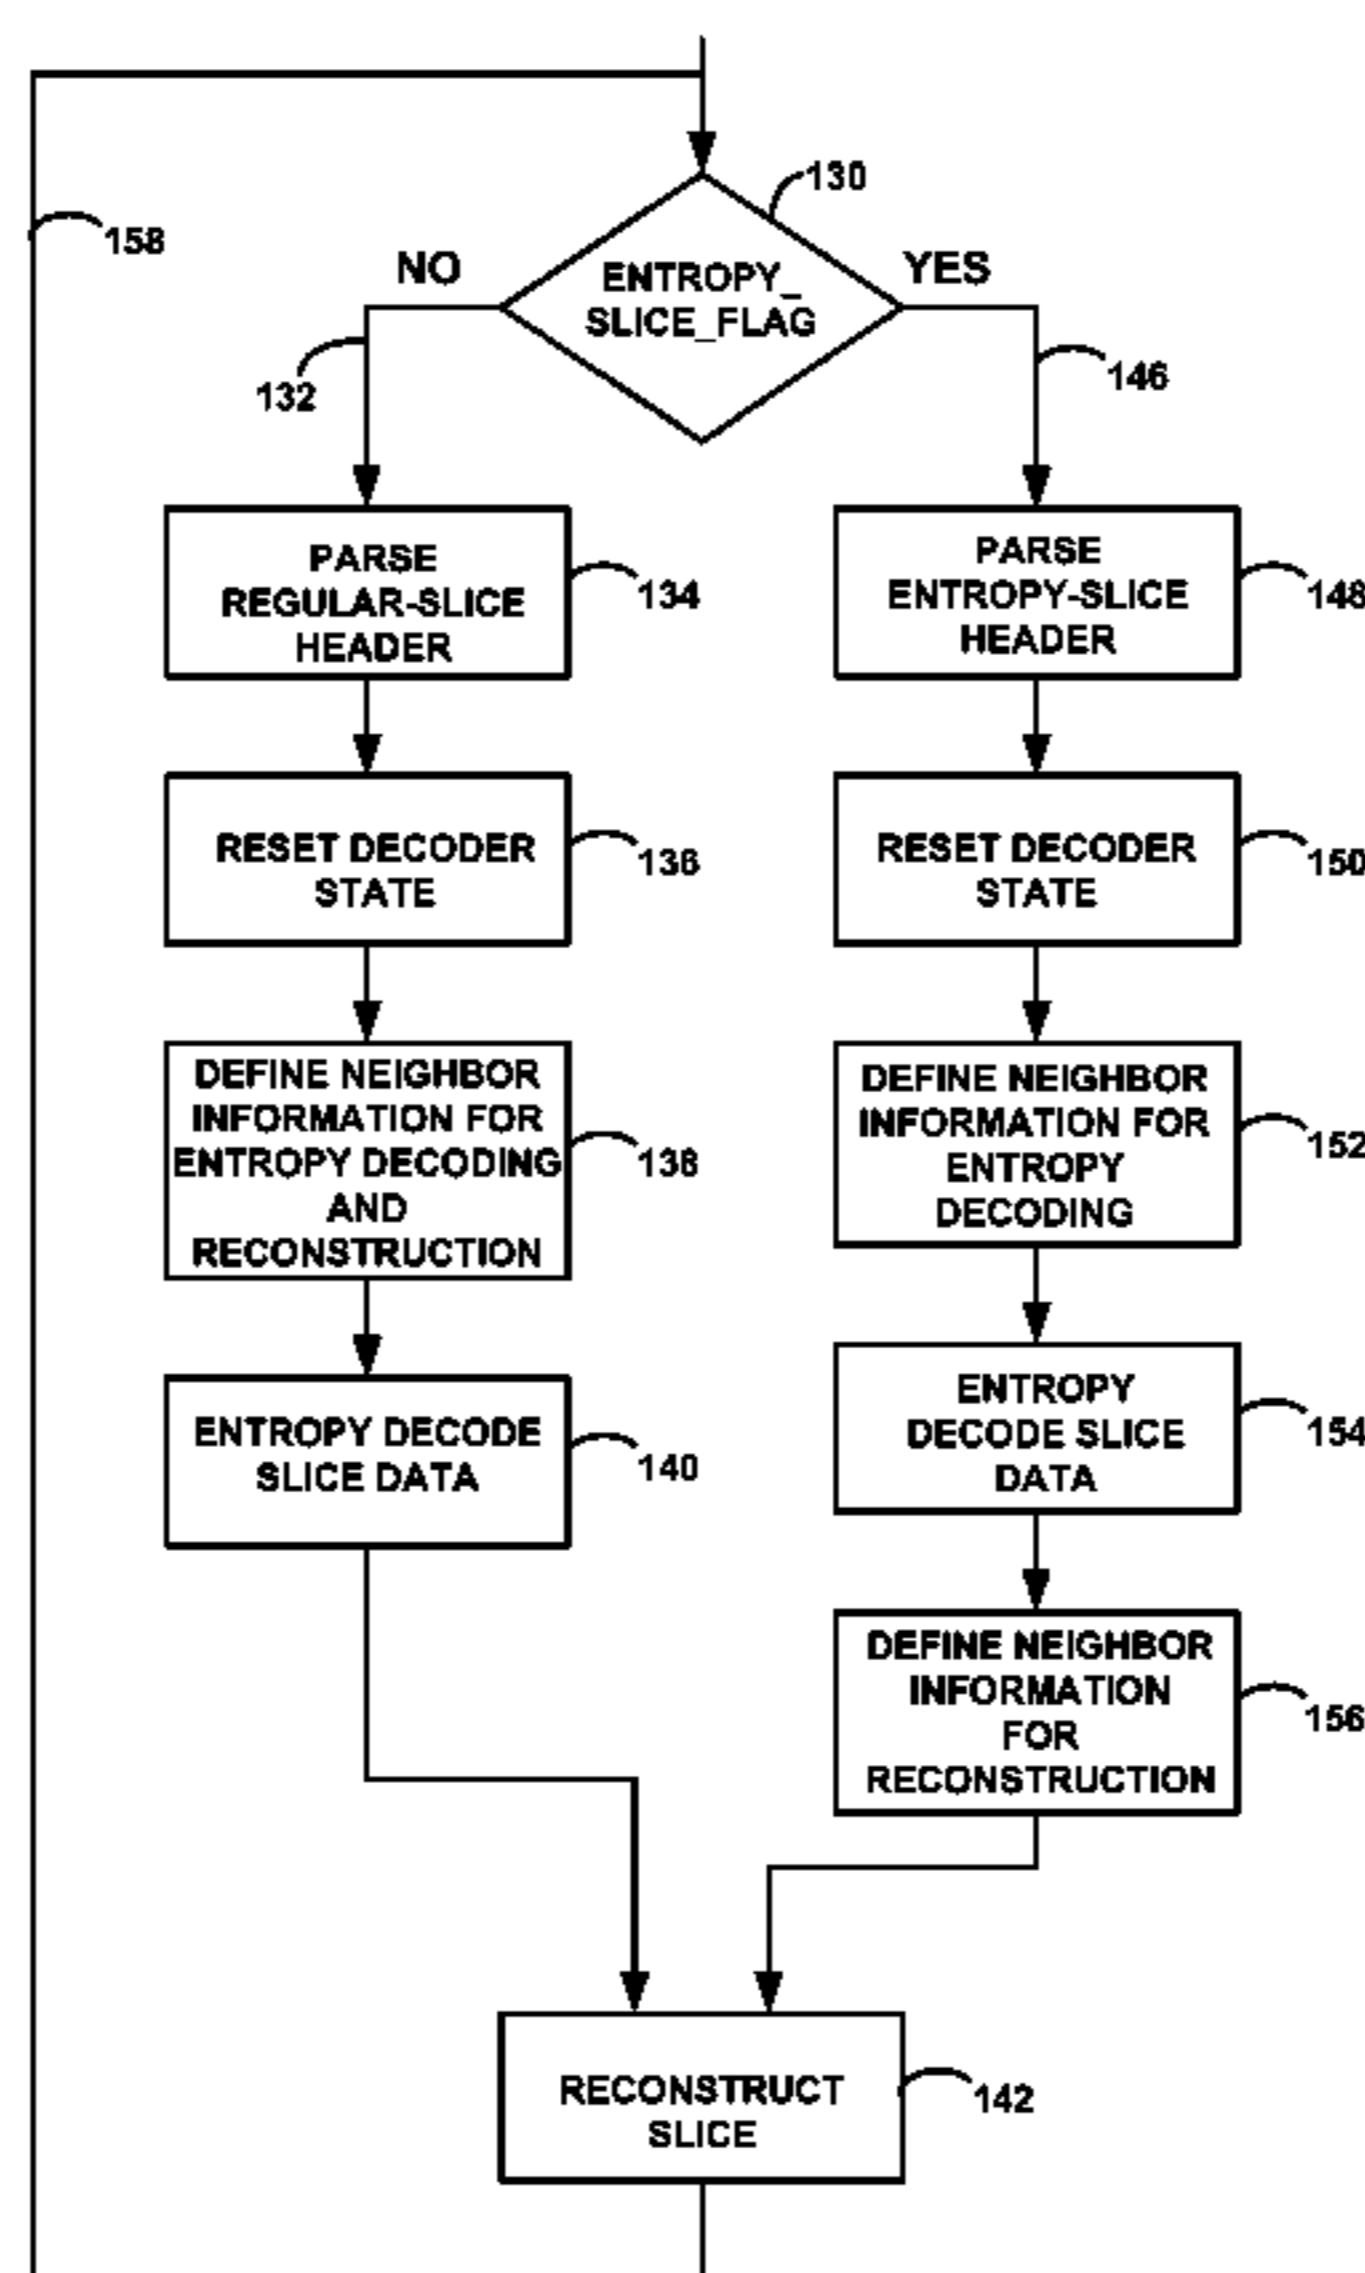 130
158
NO
ENTROPY_
SLICE_FLAG
YES
132
146
PARSE
REGULAR-SLICE
HEADER
134
PARSE
ENTROPY-SLICE
HEADER
148
RESET DECODER
STATE
136
RESET DECODER
STATE
150
DEFINE NEIGHBOR
INFORMATION FOR
ENTROPY DECODING
AND
RECONSTRUCTION
138
DEFINE NEIGHBOR
INFORMATION FOR
ENTROPY
DECODING
152
ENTROPY DECODE
SLICE DATA
140
ENTROPY
DECODE SLICE
DATA
154
DEFINE NEIGHBOR
INFORMATION
FOR
RECONSTRUCTION
156
RECONSTRUCT
SLICE
142